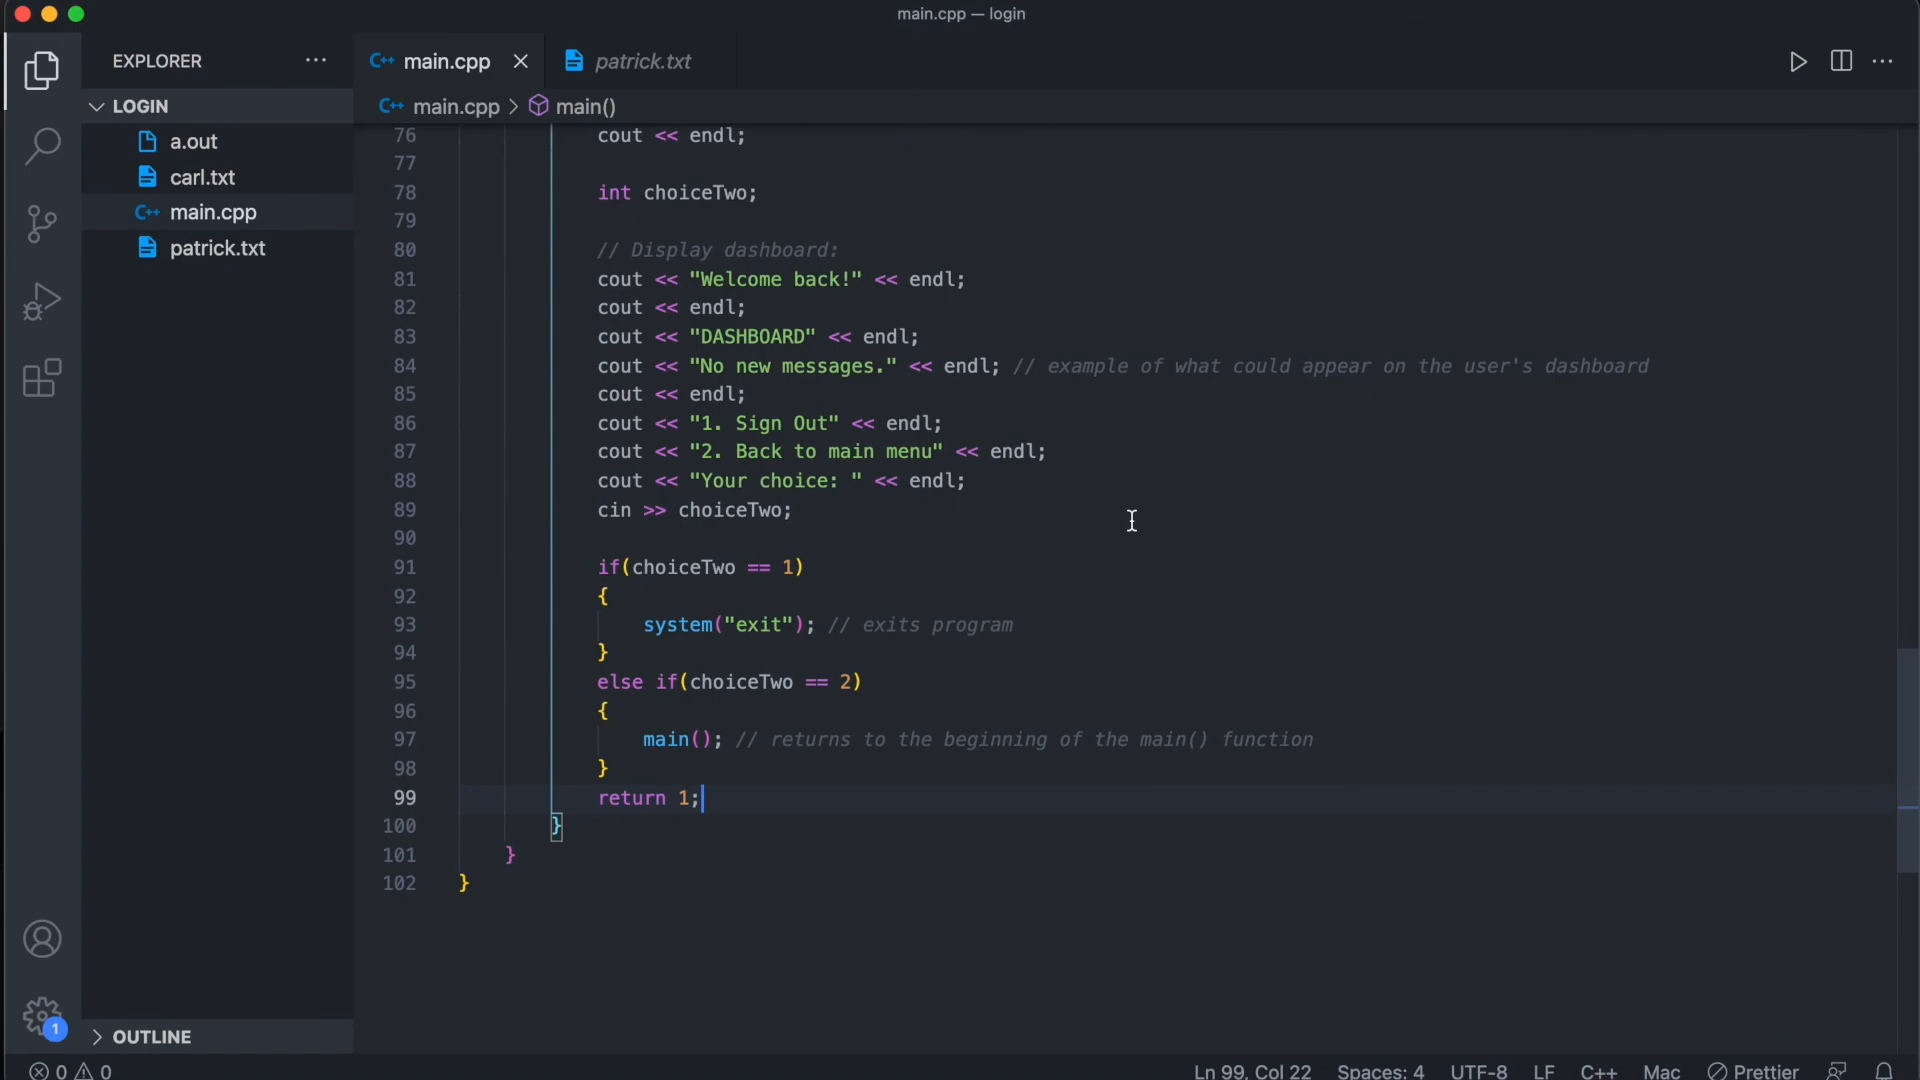 main.cpp — login
EXPLORER
LOGIN
a.out
carl.txt
main.cpp
patrick.txt
OUTLINE
1
main.cpp
patrick.txt
main.cpp > main()
76 cout << endl;
77
78 int choiceTwo;
79
80 // Display dashboard:
81 cout << "Welcome back!" << endl;
82 cout << endl;
83 cout << "DASHBOARD" << endl;
84 cout << "No new messages." << endl; // example of what could appear on the user's dashboard
85 cout << endl;
86 cout << "1. Sign Out" << endl;
87 cout << "2. Back to main menu" << endl;
88 cout << "Your choice: " << endl;
89 cin >> choiceTwo;
90
91 if(choiceTwo == 1)
92 {
93 system("exit"); // exits program
94 }
95 else if(choiceTwo == 2)
96 {
97 main(); // returns to the beginning of the main() function
98 }
99 return 1;
100 }
101 }
102 }
0 0 Ln 99, Col 22 Spaces: 4 UTF-8 LF C++ Mac Prettier